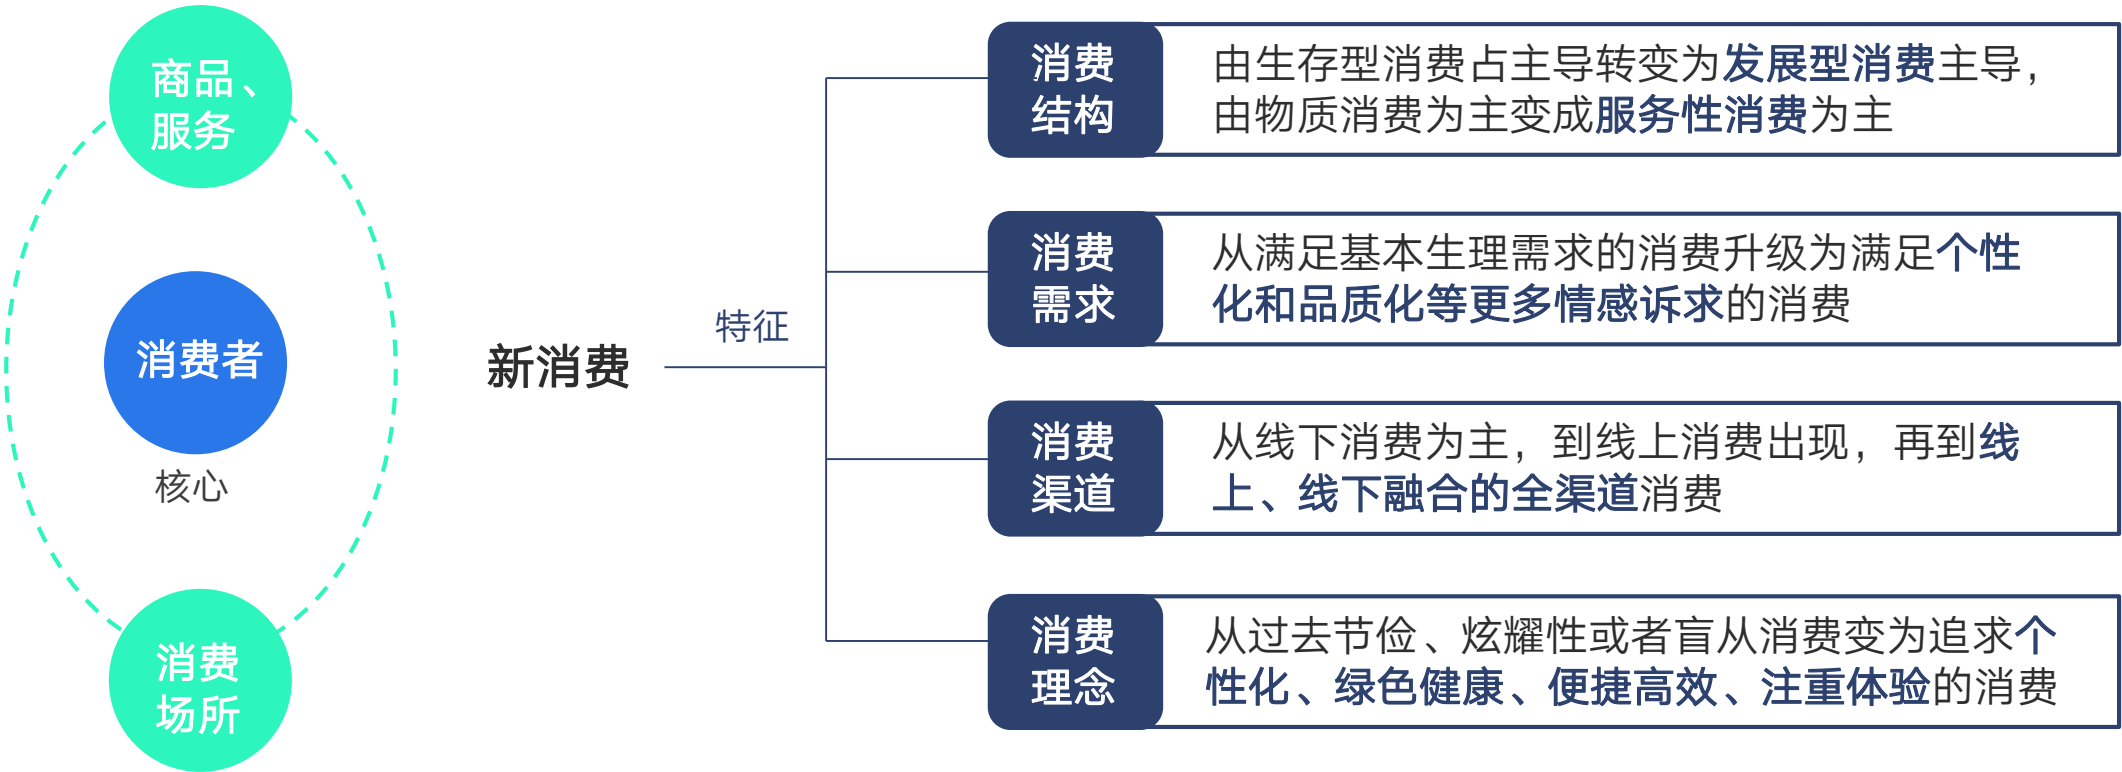 商品、
服务
消费者
核心
消费
场所
新消费
特征
消费
结构
由生存型消费占主导转变为发展型消费主导，
由物质消费为主变成服务性消费为主
消费
需求
从满足基本生理需求的消费升级为满足个性
化和品质化等更多情感诉求的消费
消费
渠道
从线下消费为主，到线上消费出现，再到线
上、线下融合的全渠道消费
消费
理念
从过去节俭、炫耀性或者盲从消费变为追求个
性化、绿色健康、便捷高效、注重体验的消费